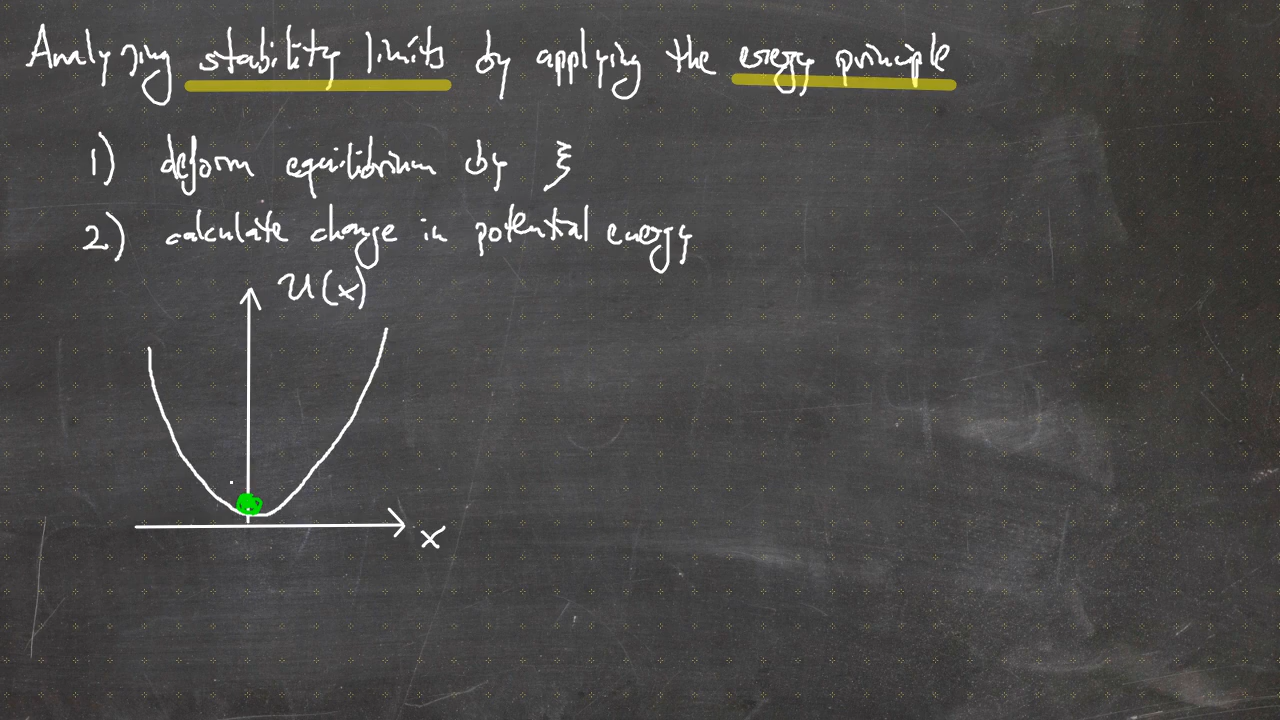 Analyzing stability limits by applying the energy principle
1) deform equilibrium by ξ
2) calculate change in potential energy
U(x)
x